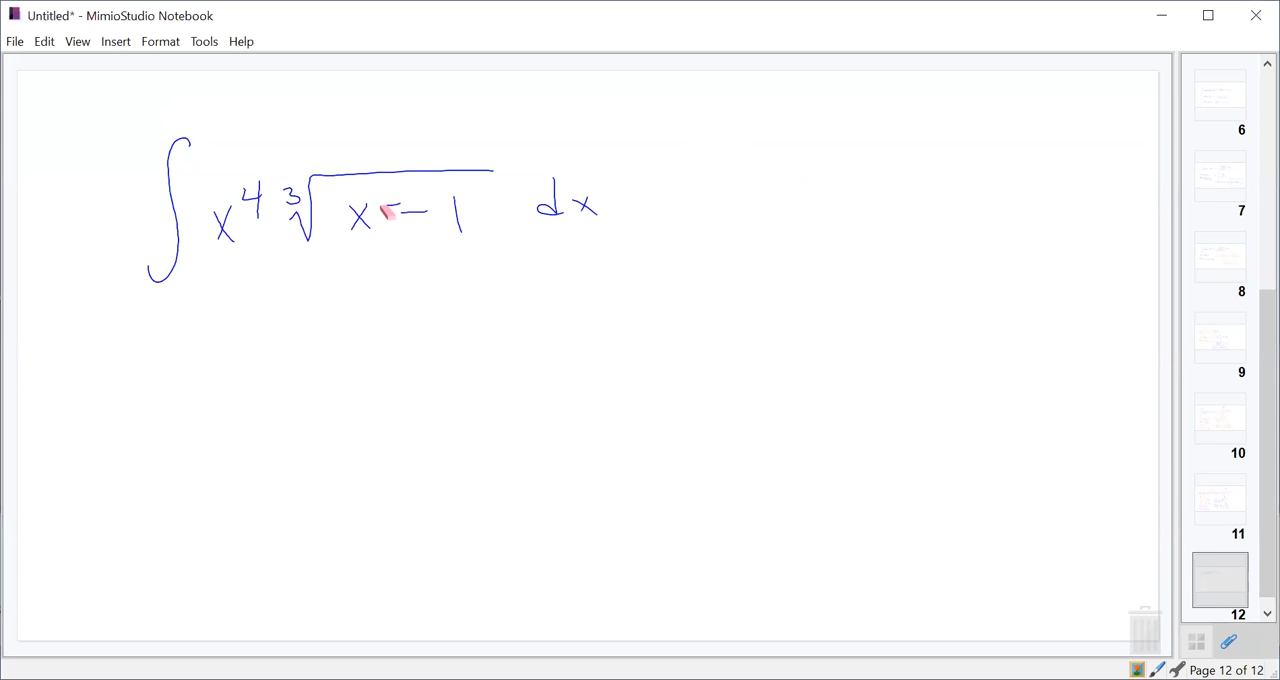 Untitled* - MimioStudio Notebook
File Edit View Insert Format Tools Help
∫ x⁴ ∛(x⁵ − 1) dx
6
7
8
9
10
11
12
Page 12 of 12